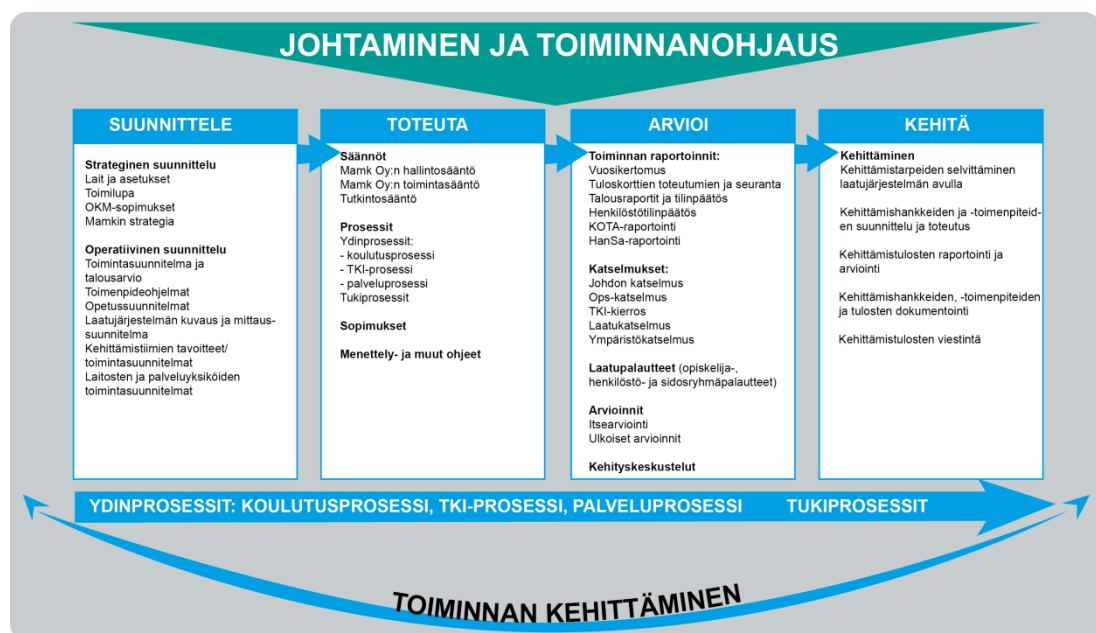 JOHTAMINEN JA TOIMINNANOHJAUS
SUUNNITTELE
Strateginen suunnittelu
Lait ja asetukset
Toimilupa
OKM-sopimukset
Mamkin strategia
Operatiivinen suunnittelu
Toimintasuunnitelma ja
talousarvio
Toimenpideohjelmat
Opetussuunnitelmat
Laatujärjestelmän kuvaus ja mittaus-
suunnitelma
Kehittämistiimien tavoitteet/
toimintasuunnitelmat
Laitosten ja palveluyksiköiden
toimintasuunnitelmat
TOTEUTA
Säännöt
Mamk Oy:n hallintosääntö
Mamk Oy:n toimintasääntö
Tutkintosääntö
Prosessit
Ydinprosessit:
- koulutusprosessi
- TKI-prosessi
- palveluprosessi
Tukiprosessit
Sopimukset
Menettely- ja muut ohjeet
ARVIOI
Toiminnan raportoinnit:
Vuosikertomus
Tuloskorttien toteutumien ja seuranta
Talousraportit ja tilinpäätös
Henkilöstötilinpäätös
KOTA-raportointi
HanSa-raportointi
Katselmukset:
Johdon katselmus
Ops-katselmus
TKI-kierros
Laatukatselmus
Ympäristökatselmus
Laatupalautteet (opiskelija-,
henkilöstö- ja sidosryhmäpalautteet)
Arvioinnit
Itsearviointi
Ulkoiset arvioinnit
Kehityskeskustelut
KEHITÄ
Kehittäminen
Kehittämistarpeiden selvittäminen
laatujärjestelmän avulla
Kehittämishankkeiden ja -toimenpiteid-
en suunnittelu ja toteutus
Kehittämistulosten raportointi ja
arviointi
Kehittämishankkeiden, -toimenpiteiden
ja tulosten dokumentointi
Kehittämistulosten viestintä
YDINPROSESSIT: KOULUTUSPROSESSI, TKI-PROSESSI, PALVELUPROSESSI TUKIPROSESSIT
TOIMINNAN KEHITTÄMINEN